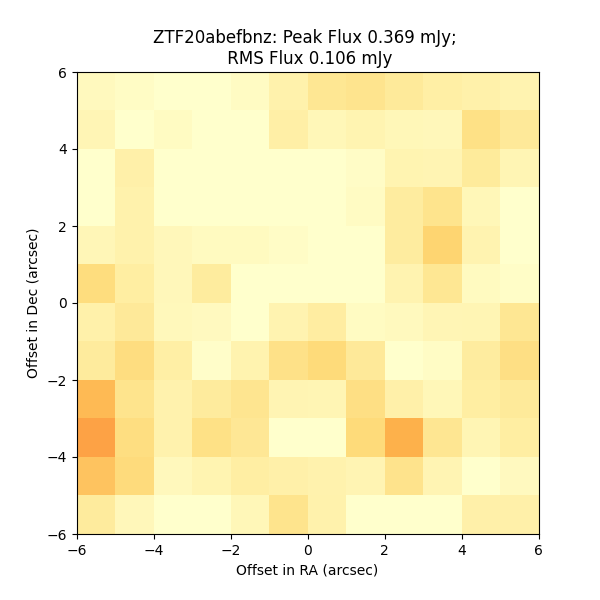 ZTF20abefbnz: Peak Flux 0.369 mJy;
RMS Flux 0.106 mJy
6
4
2
0
−2
−4
−6
Offset in Dec (arcsec)
−6 −4 −2 0 2 4 6
Offset in RA (arcsec)